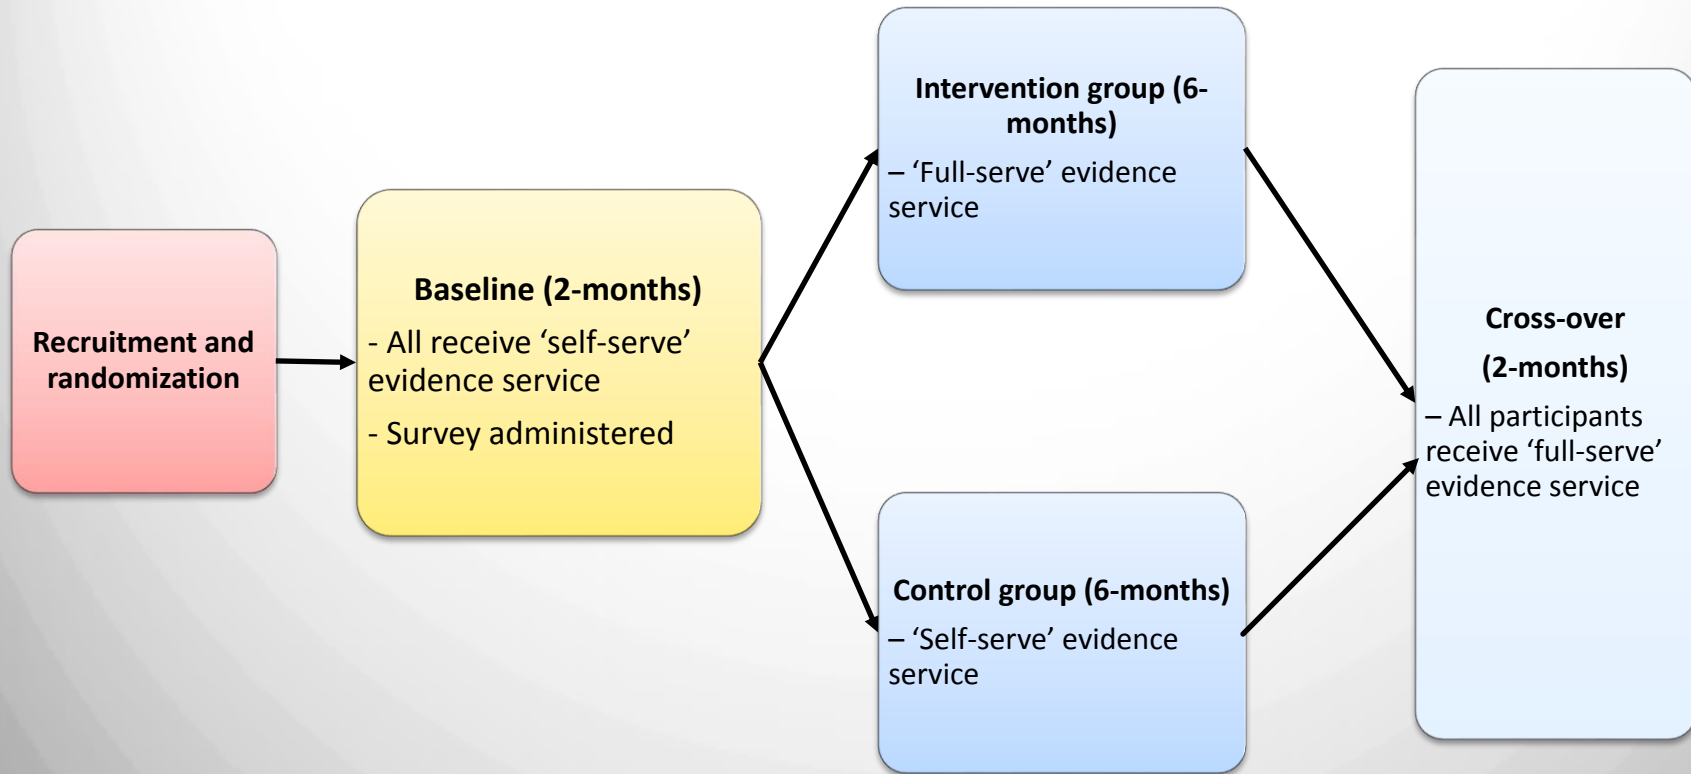 Recruitment and
randomization
Baseline (2-months)
- All receive ‘self-serve’
evidence service
- Survey administered
Intervention group (6-
months)
– ‘Full-serve’ evidence
service
Control group (6-months)
– ‘Self-serve’ evidence
service
Cross-over
(2-months)
– All participants
receive ‘full-serve’
evidence service